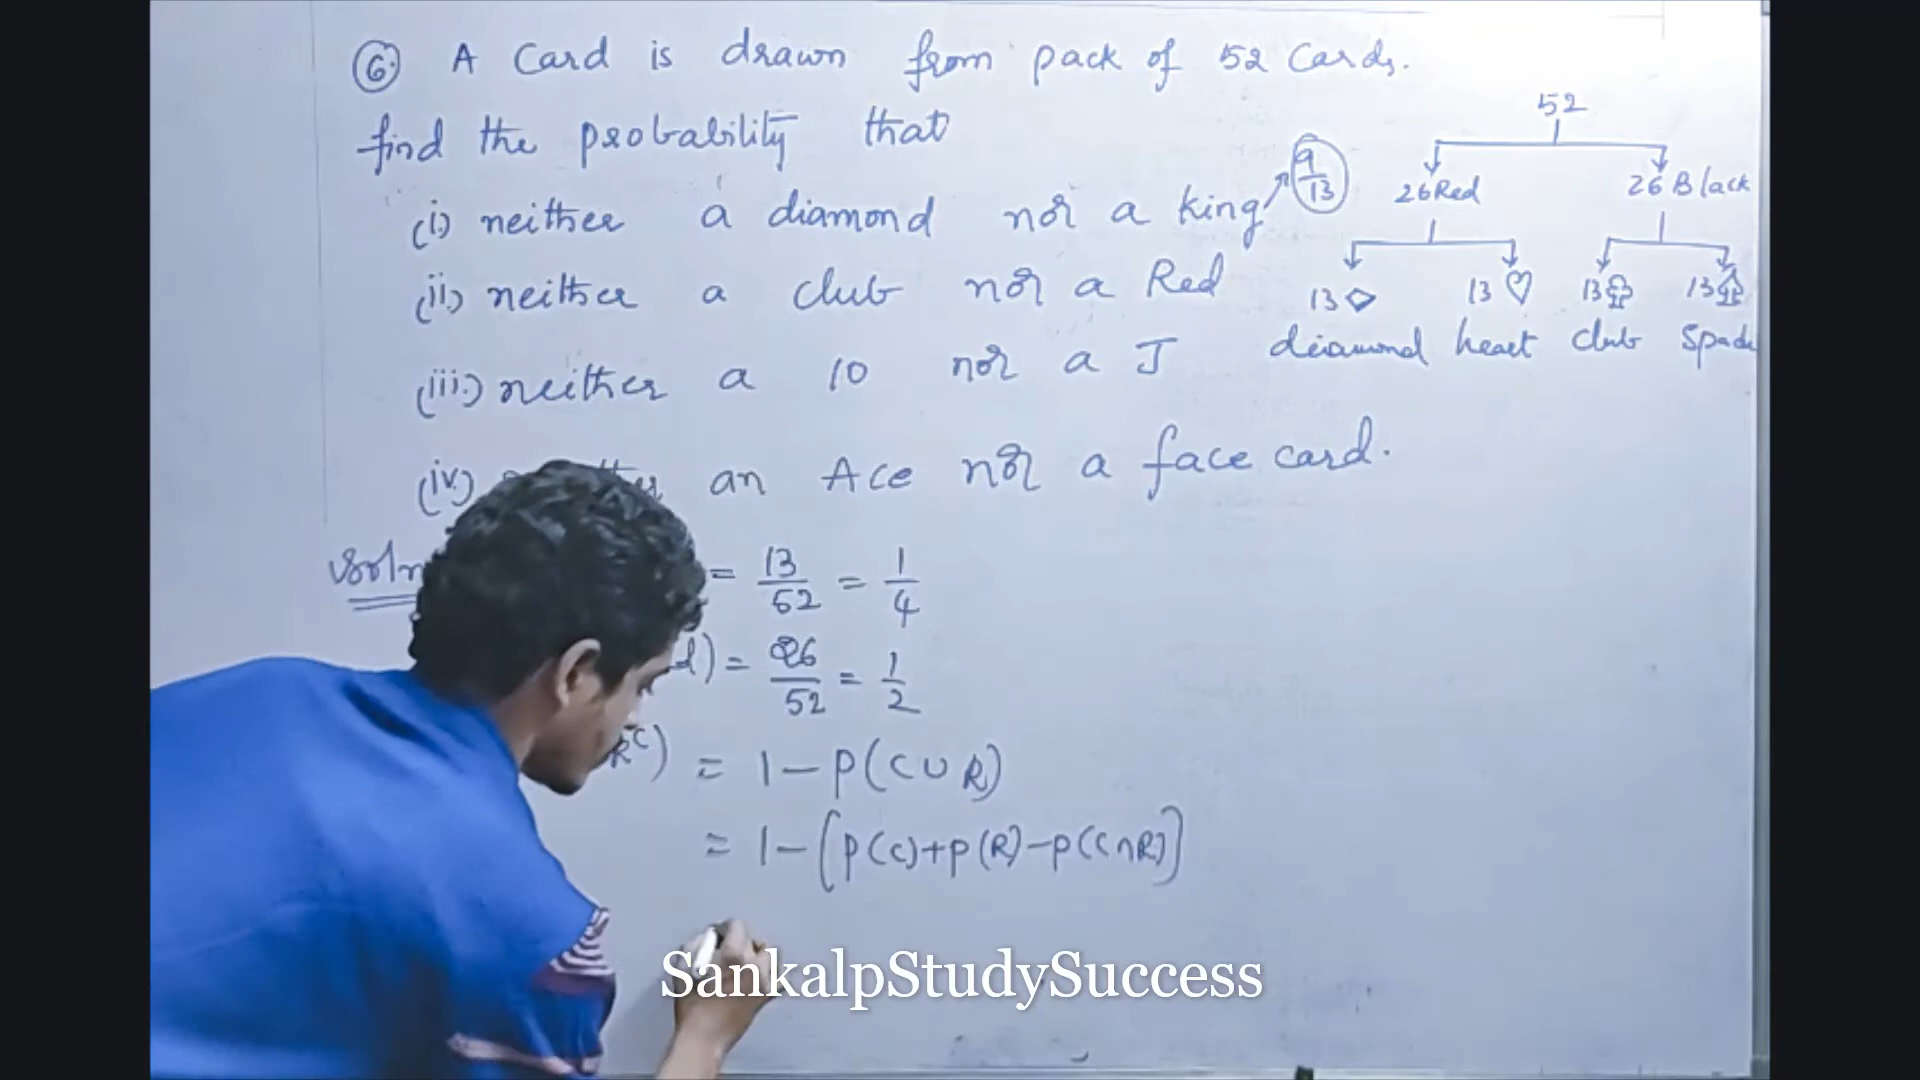 6. A Card is drawn from pack of 52 Cards.
find the probability that
(i) neither a diamond nor a king → 9/13
(ii) neither a club nor a Red
(iii) neither a 10 nor a J
(iv) an Ace nor a face card.
52
26 Red 26 Black
13 ♢ 13 ♡ 13 ♧ 13 ♤
diamond heart club Spade
Soln
= 13/52 = 1/4
) = 26/52 = 1/2
R^c) = 1 - P(C∪R)
= 1 - [P(C)+P(R)-P(C∩R)]
SankalpStudySuccess